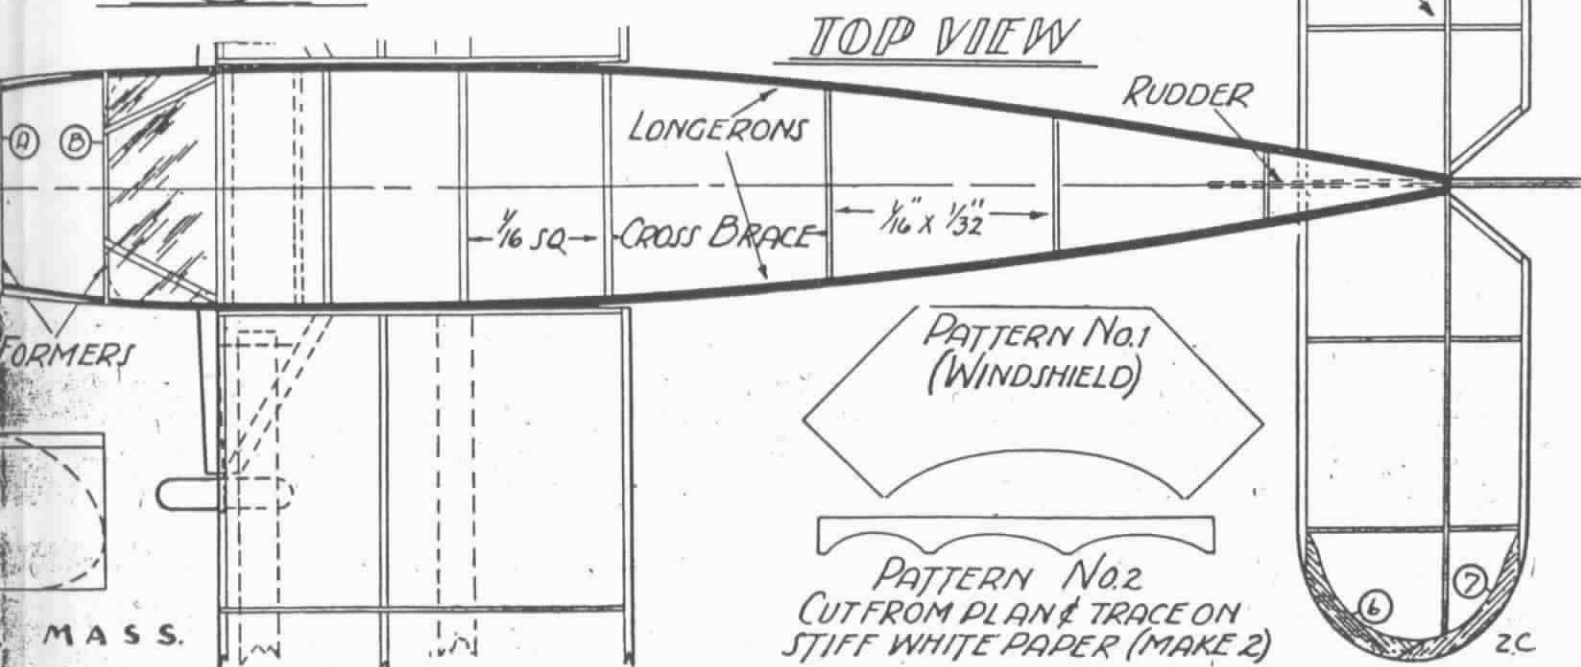 TOP VIEW
RUDDER
LONGERONS
A
B
1/16 SQ
CROSS BRACE
1/16" X 1/32"
FORMERS
PATTERN NO.1
(WINDSHIELD)
PATTERN NO.2
CUT FROM PLAN & TRACE ON
STIFF WHITE PAPER (MAKE 2)
6
7
2C
MASS.